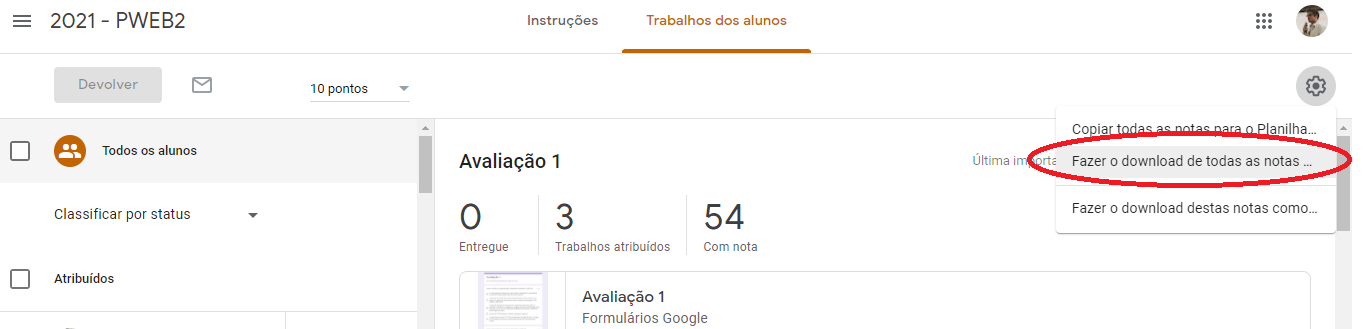 2021 - PWEB2
Instruções
Trabalhos dos alunos
Devolver
10 pontos
Todos os alunos
Classificar por status
Atribuídos
Avaliação 1
Última importa
Copiar todas as notas para o Planilha...
Fazer o download de todas as notas ...
Fazer o download destas notas como...
0
Entregue
3
Trabalhos atribuídos
54
Com nota
Avaliação 1
Formulários Google